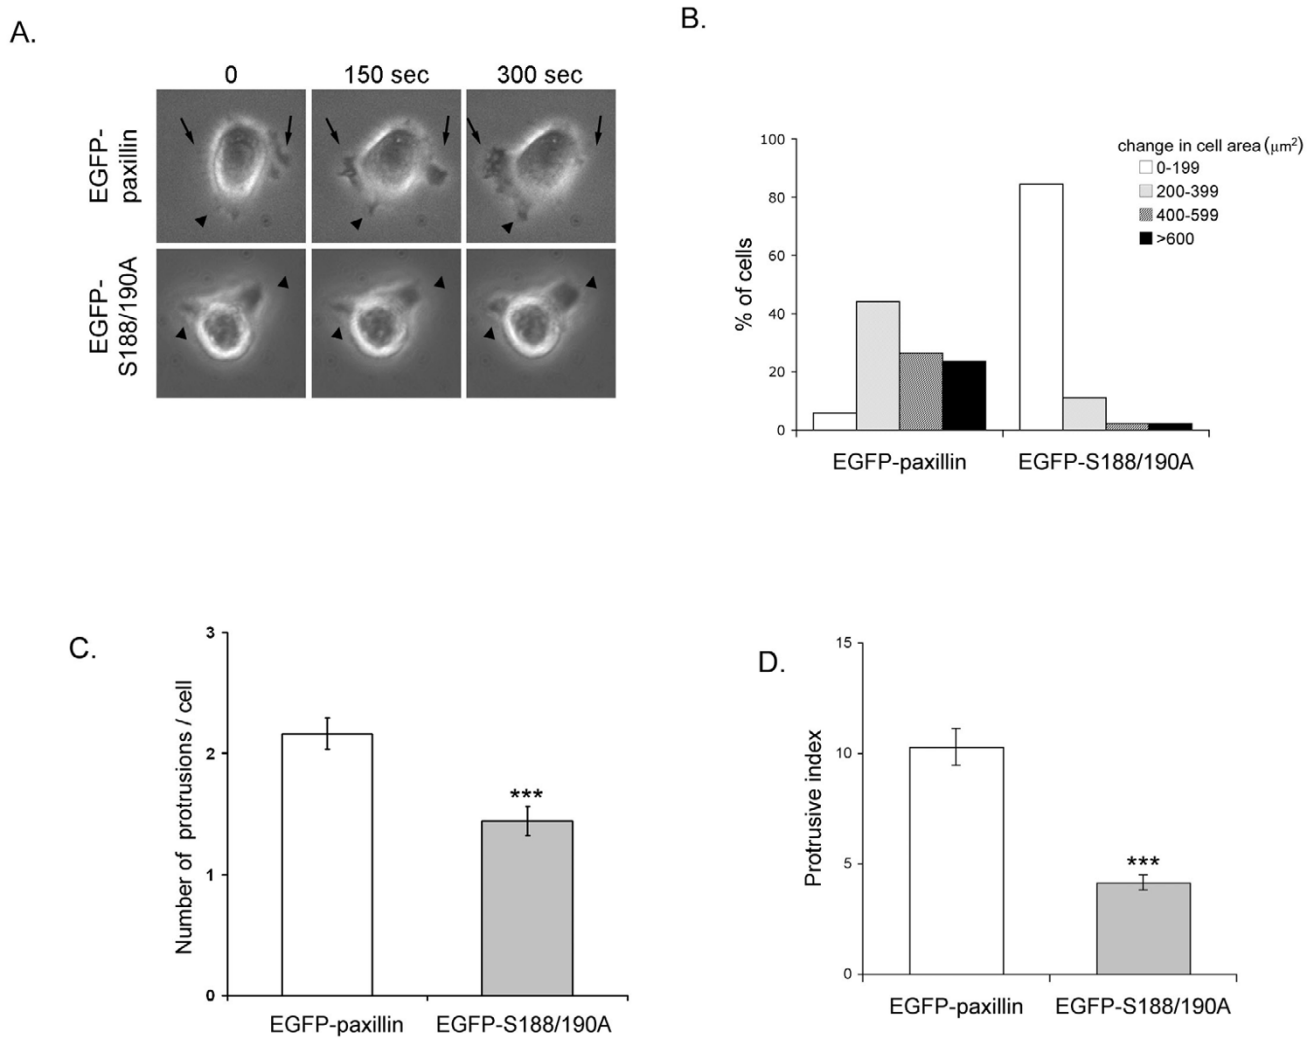 A.
0 150 sec 300 sec
EGFP-
paxillin
EGFP-
S188/190A
B.
change in cell area (μm²)
0-199
200-399
400-599
>600
% of cells
100
80
60
40
20
0
EGFP-paxillin EGFP-S188/190A
C.
Number of protrusions / cell
3
2
1
0
***
EGFP-paxillin EGFP-S188/190A
D.
Protrusive index
15
10
5
0
***
EGFP-paxillin EGFP-S188/190A